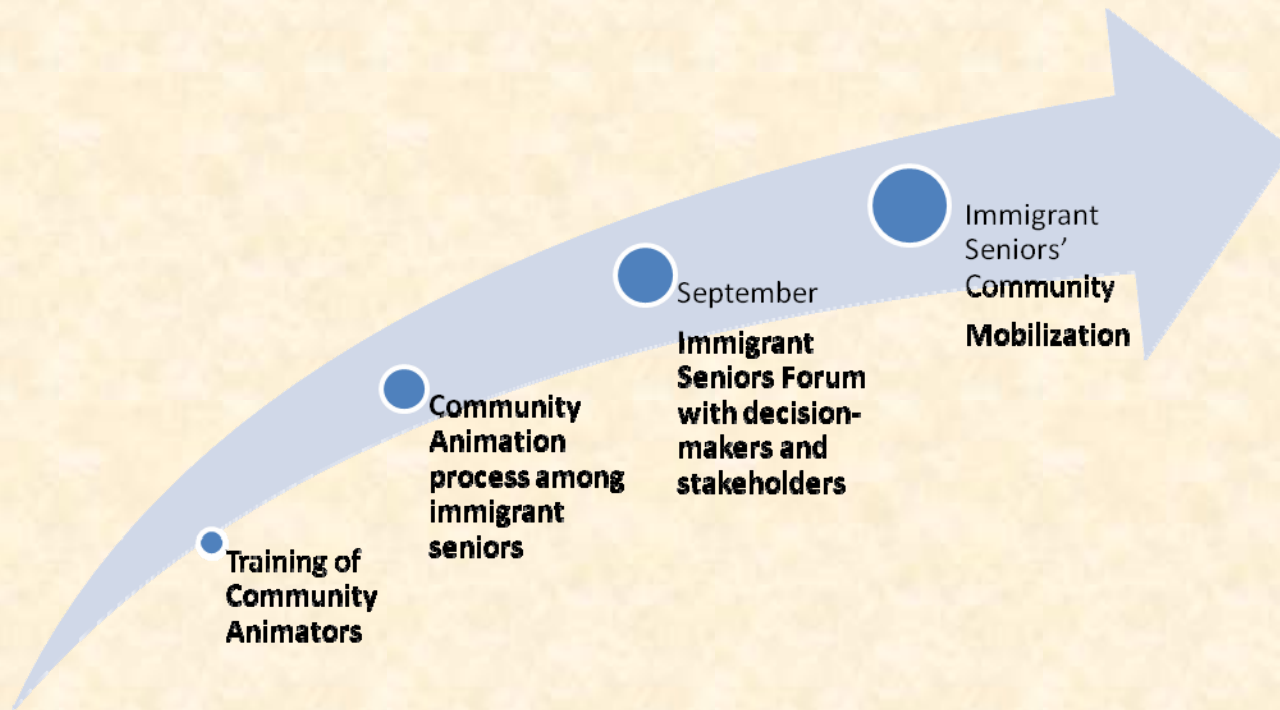 Training of
Community
Animators
Community
Animation
process among
immigrant
seniors
September
Immigrant
Seniors Forum
with decision-
makers and
stakeholders
Immigrant
Seniors’
Community
Mobilization